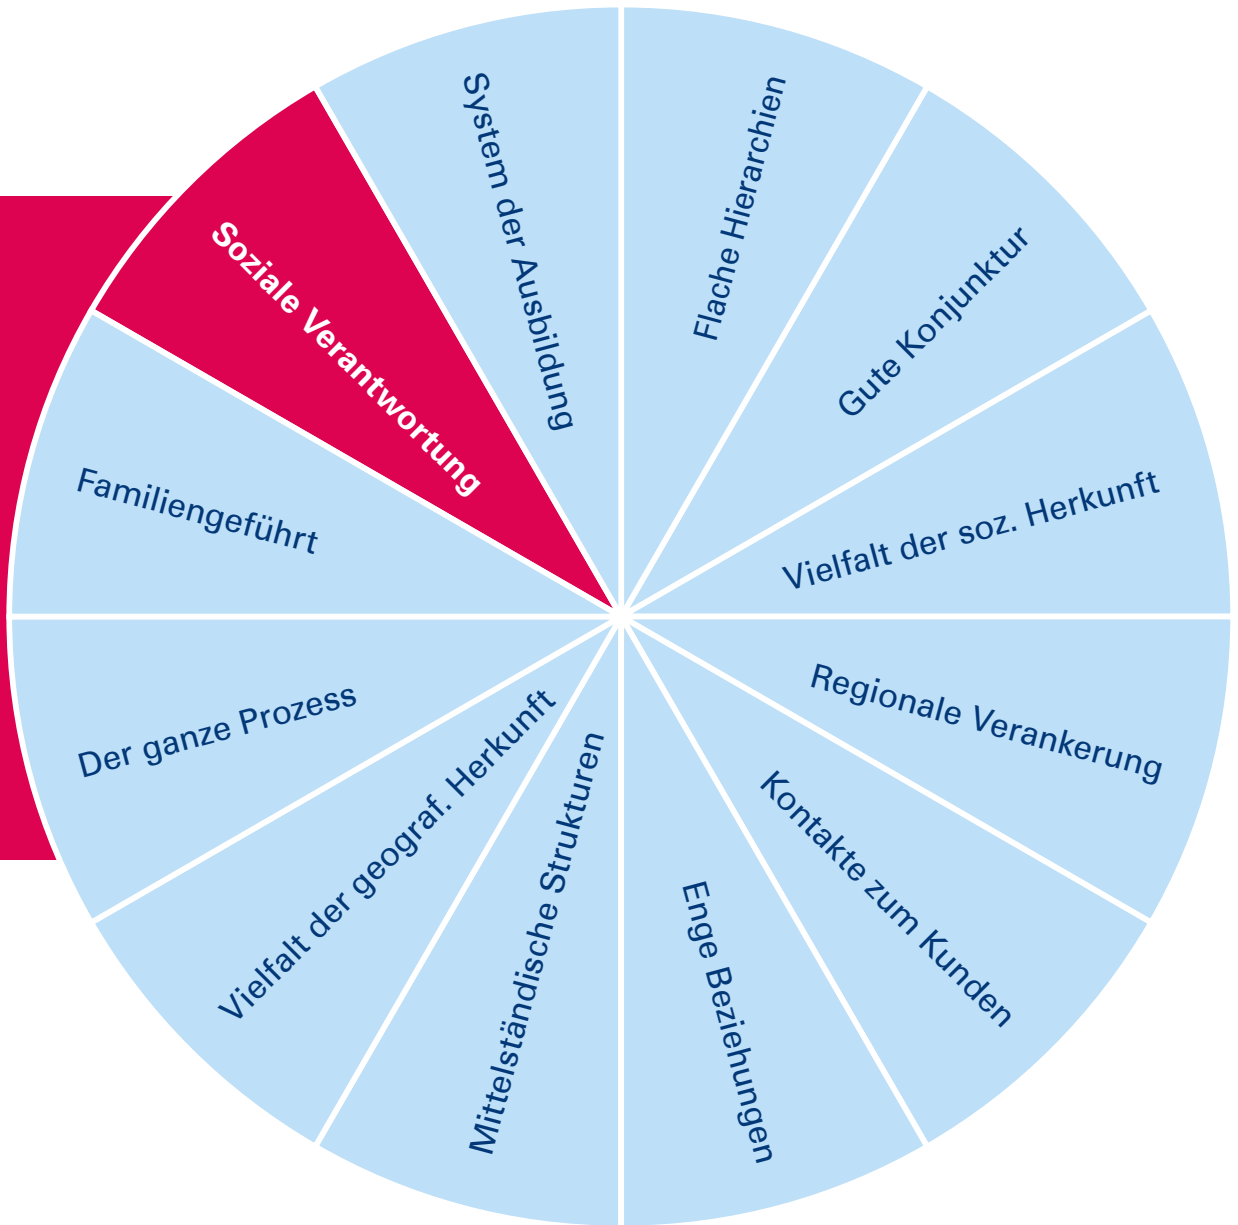 Flache Hierarchien
Gute Konjunktur
Vielfalt der soz. Herkunft
Regionale Verankerung
Kontakte zum Kunden
Enge Beziehungen
Mittelständische Strukturen
Vielfalt der geograf. Herkunft
Der ganze Prozess
Familiengeführt
Soziale Verantwortung
System der Ausbildung